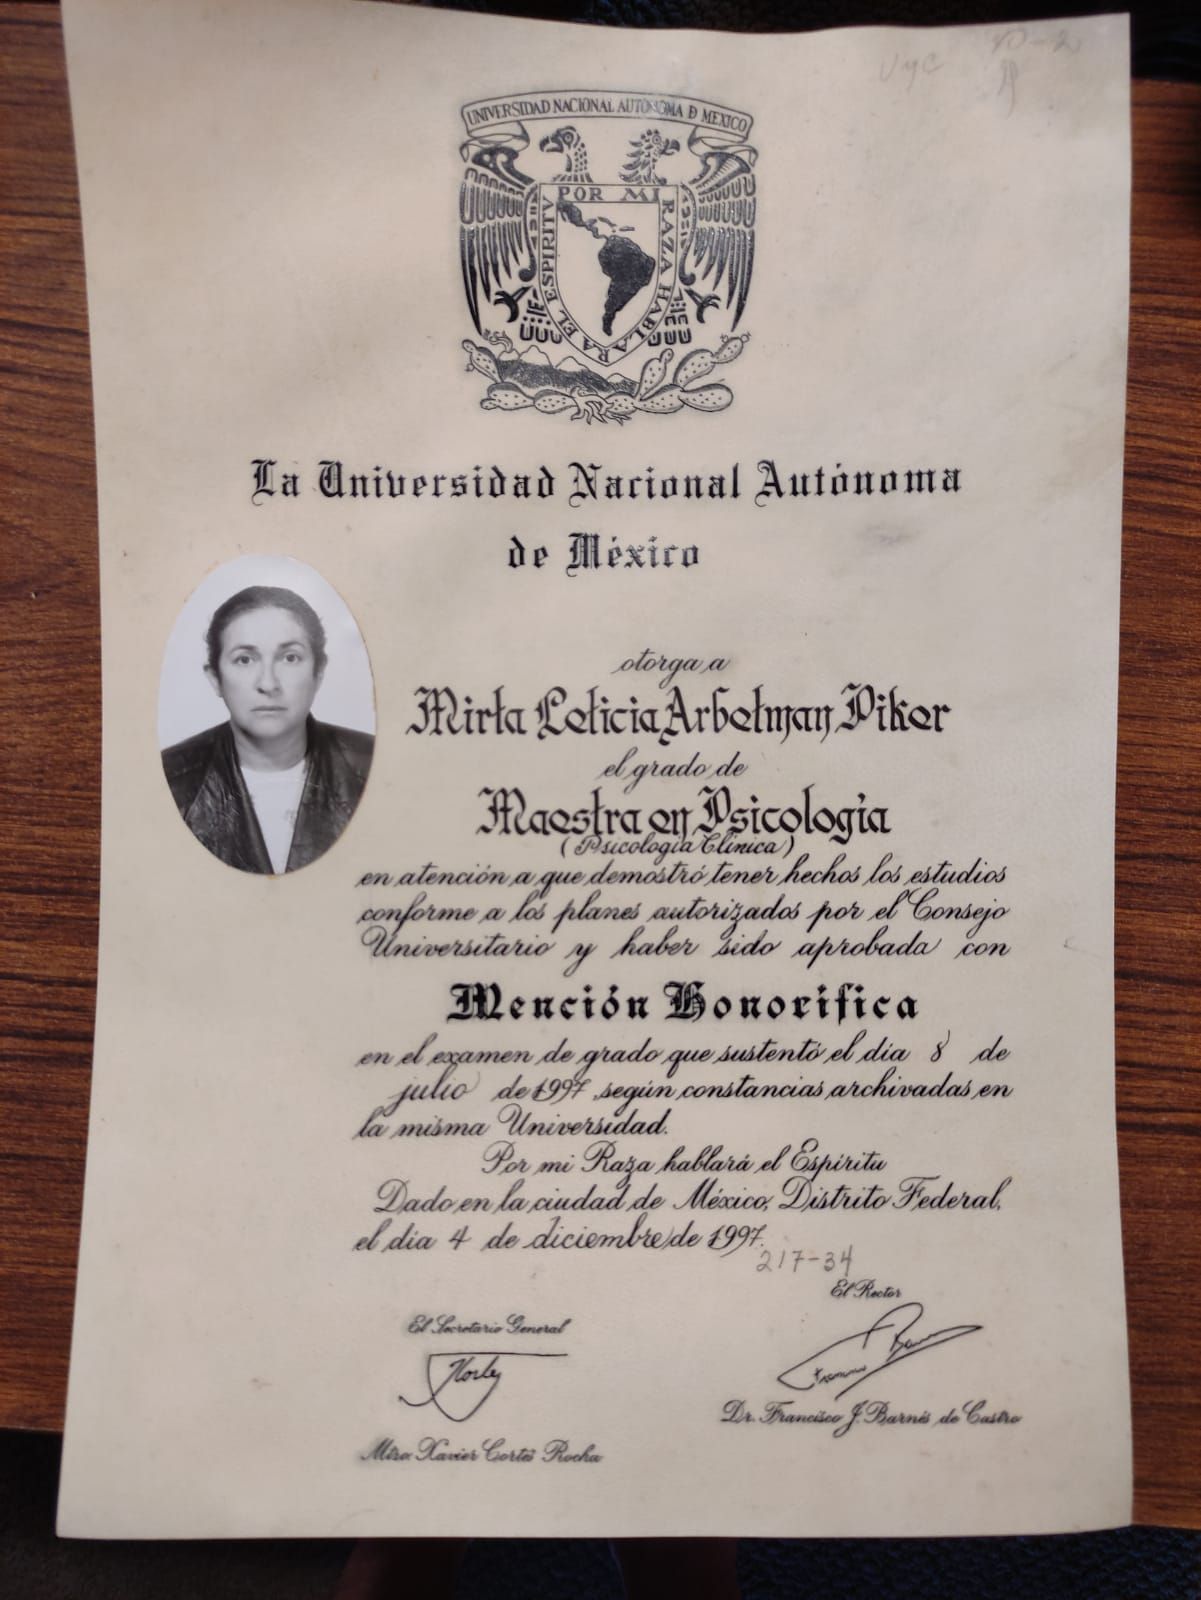 UNIVERSIDAD NACIONAL AUTONOMA D MEXICO
POR MI RAZA HABLARA EL ESPIRITU
La Universidad Nacional Autónoma
de México
otorga a
Mirta Leticia Arbetman Piker
el grado de
Maestra en Psicología
(Psicología Clínica)
en atención a que demostró tener hechos los estudios
conforme a los planes autorizados por el Consejo
Universitario y haber sido aprobada con
Mención Honorífica
en el examen de grado que sustentó el día 8 de
julio de 1997, según constancias archivadas en
la misma Universidad.
Por mi Raza hablará el Espíritu
Dado en la ciudad de México, Distrito Federal,
el día 4 de diciembre de 1997.
217-34
El Rector
El Secretario General
Dr. Francisco J. Barnés de Castro
Mtro. Xavier Cortés Rocha